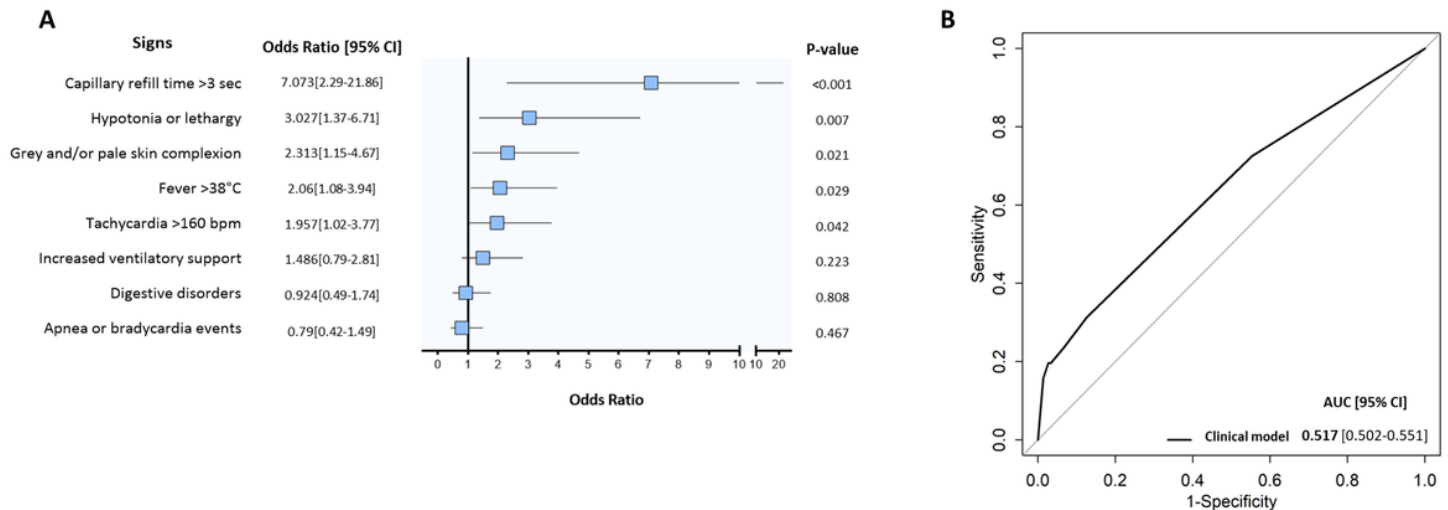 A
B
Signs Odds Ratio [95% CI] P-value
Capillary refill time >3 sec 7.073[2.29-21.86] <0.001
Hypotonia or lethargy 3.027[1.37-6.71] 0.007
Grey and/or pale skin complexion 2.313[1.15-4.67] 0.021
Fever >38°C 2.06[1.08-3.94] 0.029
Tachycardia >160 bpm 1.957[1.02-3.77] 0.042
Increased ventilatory support 1.486[0.79-2.81] 0.223
Digestive disorders 0.924[0.49-1.74] 0.808
Apnea or bradycardia events 0.79[0.42-1.49] 0.467
0 1 2 3 4 5 6 7 8 9 10 10 20
Odds Ratio
1.0
0.8
0.6
0.4
0.2
0.0
Sensitivity
AUC [95% CI]
Clinical model 0.517 [0.502-0.551]
0.0 0.2 0.4 0.6 0.8 1.0
1-Specificity